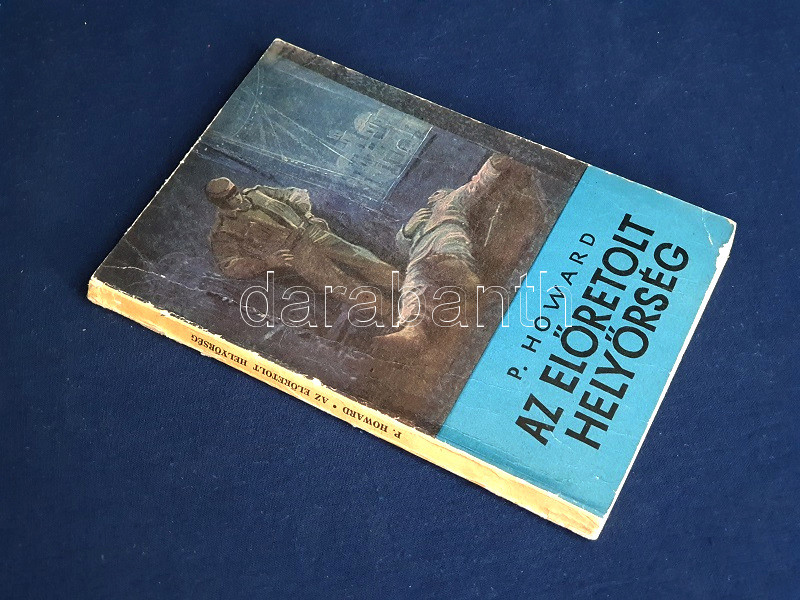 P. HOWARD
AZ ELŐRETOLT
HELYŐRSÉG
P. HOWARD • AZ ELŐRETOLT HELYŐRSÉG
darabanth